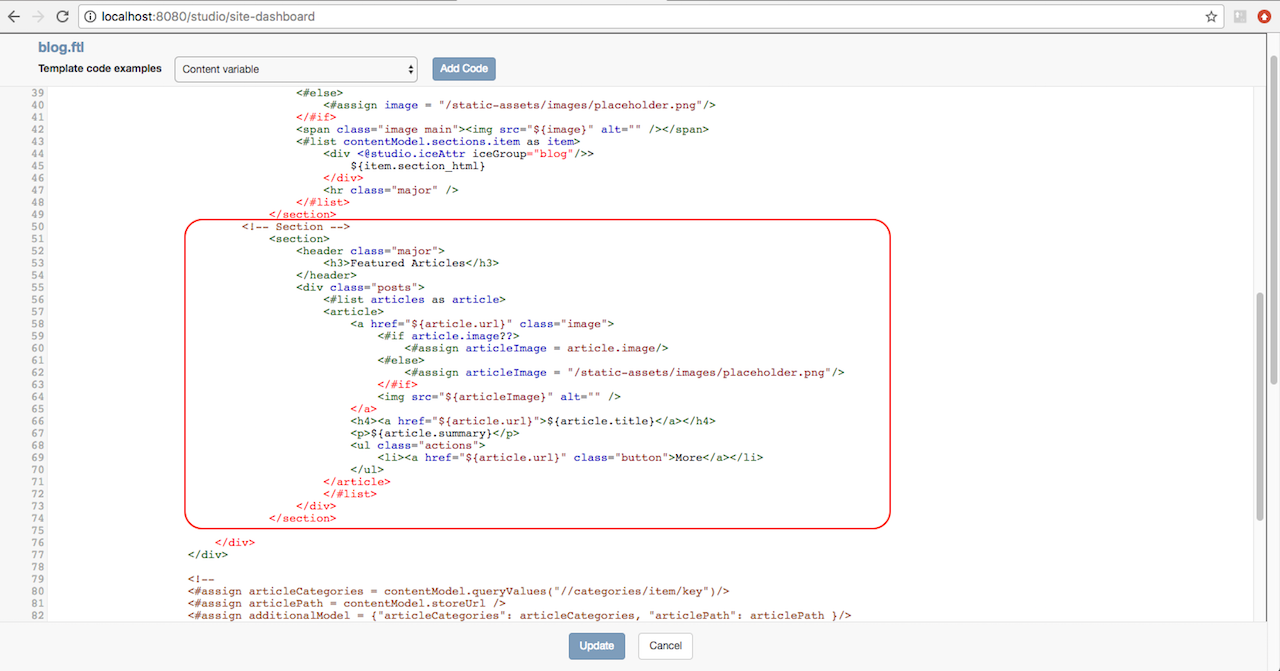 localhost:8080/studio/site-dashboard
blog.ftl
Template code examples Content variable Add Code
39 <#else>
40 <#assign image = "/static-assets/images/placeholder.png"/>
41 </#if>
42 <span class="image main"><img src="${image}" alt="" /></span>
43 <#list contentModel.sections.item as item>
44 <div <@studio.iceAttr iceGroup="blog"/>>
45 ${item.section_html}
46 </div>
47 <hr class="major" />
48 </#list>
49 </section>
50 <!-- Section -->
51 <section>
52 <header class="major">
53 <h3>Featured Articles</h3>
54 </header>
55 <div class="posts">
56 <#list articles as article>
57 <article>
58 <a href="${article.url}" class="image">
59 <#if article.image??>
60 <#assign articleImage = article.image/>
61 <#else>
62 <#assign articleImage = "/static-assets/images/placeholder.png"/>
63 </#if>
64 <img src="${articleImage}" alt="" />
65 </a>
66 <h4><a href="${article.url}">${article.title}</a></h4>
67 <p>${article.summary}</p>
68 <ul class="actions">
69 <li><a href="${article.url}" class="button">More</a></li>
70 </ul>
71 </article>
72 </#list>
73 </div>
74 </section>
75
76 </div>
77 </div>
78
79 <!--
80 <#assign articleCategories = contentModel.queryValues("//categories/item/key")/>
81 <#assign articlePath = contentModel.storeUrl />
82 <#assign additionalModel = {"articleCategories": articleCategories, "articlePath": articlePath }/>
Update Cancel